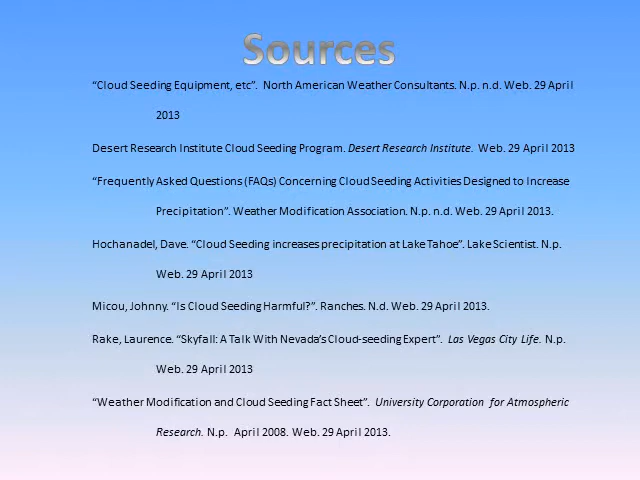 Sources
“Cloud Seeding Equipment, etc”. North American Weather Consultants. N.p. n.d. Web. 29 April
2013
Desert Research Institute Cloud Seeding Program. Desert Research Institute. Web. 29 April 2013
“Frequently Asked Questions (FAQs) Concerning Cloud Seeding Activities Designed to Increase
Precipitation”. Weather Modification Association. N.p. n.d. Web. 29 April 2013.
Hochanadel, Dave. “Cloud Seeding increases precipitation at Lake Tahoe”. Lake Scientist. N.p.
Web. 29 April 2013
Micou, Johnny. “Is Cloud Seeding Harmful?”. Ranches. N.d. Web. 29 April 2013.
Rake, Laurence. “Skyfall: A Talk With Nevada’s Cloud-seeding Expert”. Las Vegas City Life. N.p.
Web. 29 April 2013
“Weather Modification and Cloud Seeding Fact Sheet”. University Corporation for Atmospheric
Research. N.p. April 2008. Web. 29 April 2013.